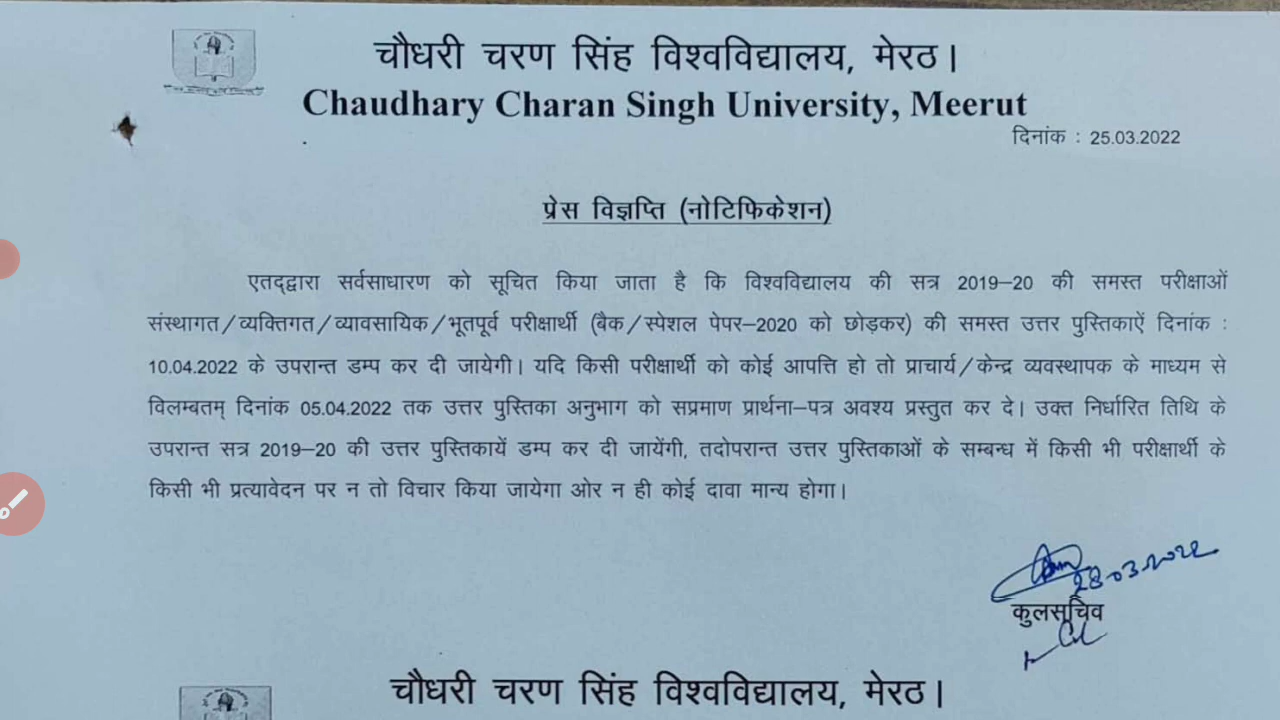 चौधरी चरण सिंह विश्वविद्यालय, मेरठ।
Chaudhary Charan Singh University, Meerut
दिनांक : 25.03.2022
प्रेस विज्ञप्ति (नोटिफिकेशन)
एतद्द्वारा सर्वसाधारण को सूचित किया जाता है कि विश्वविद्यालय की सत्र 2019–20 की समस्त परीक्षाओं
संस्थागत/व्यक्तिगत/व्यावसायिक/भूतपूर्व परीक्षार्थी (बैक/स्पेशल पेपर–2020 को छोड़कर) की समस्त उत्तर पुस्तिकाऐं दिनांक :
10.04.2022 के उपरान्त डम्प कर दी जायेगी। यदि किसी परीक्षार्थी को कोई आपत्ति हो तो प्राचार्य/केन्द्र व्यवस्थापक के माध्यम से
विलम्बतम् दिनांक 05.04.2022 तक उत्तर पुस्तिका अनुभाग को सप्रमाण प्रार्थना–पत्र अवश्य प्रस्तुत कर दे। उक्त निर्धारित तिथि के
उपरान्त सत्र 2019–20 की उत्तर पुस्तिकायें डम्प कर दी जायेंगी, तदोपरान्त उत्तर पुस्तिकाओं के सम्बन्ध में किसी भी परीक्षार्थी के
किसी भी प्रत्यावेदन पर न तो विचार किया जायेगा ओर न ही कोई दावा मान्य होगा।
28.03.2022
कुलसचिव
चौधरी चरण सिंह विश्वविद्यालय, मेरठ।